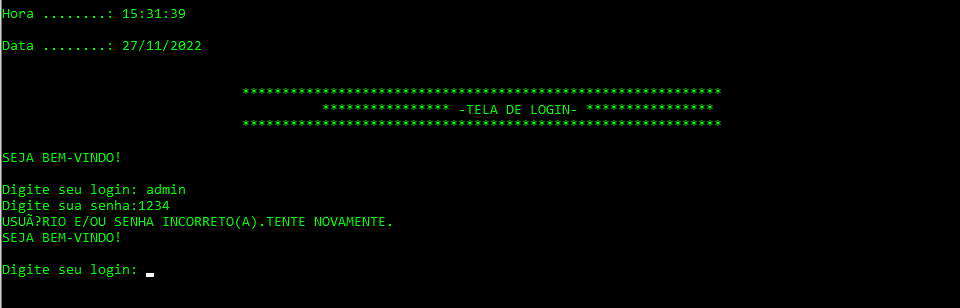 Hora ........: 15:31:39
Data ........: 27/11/2022
************************************************************
**************** -TELA DE LOGIN- ****************
************************************************************
SEJA BEM-VINDO!
Digite seu login: admin
Digite sua senha:1234
USUÃ?RIO E/OU SENHA INCORRETO(A).TENTE NOVAMENTE.
SEJA BEM-VINDO!
Digite seu login: